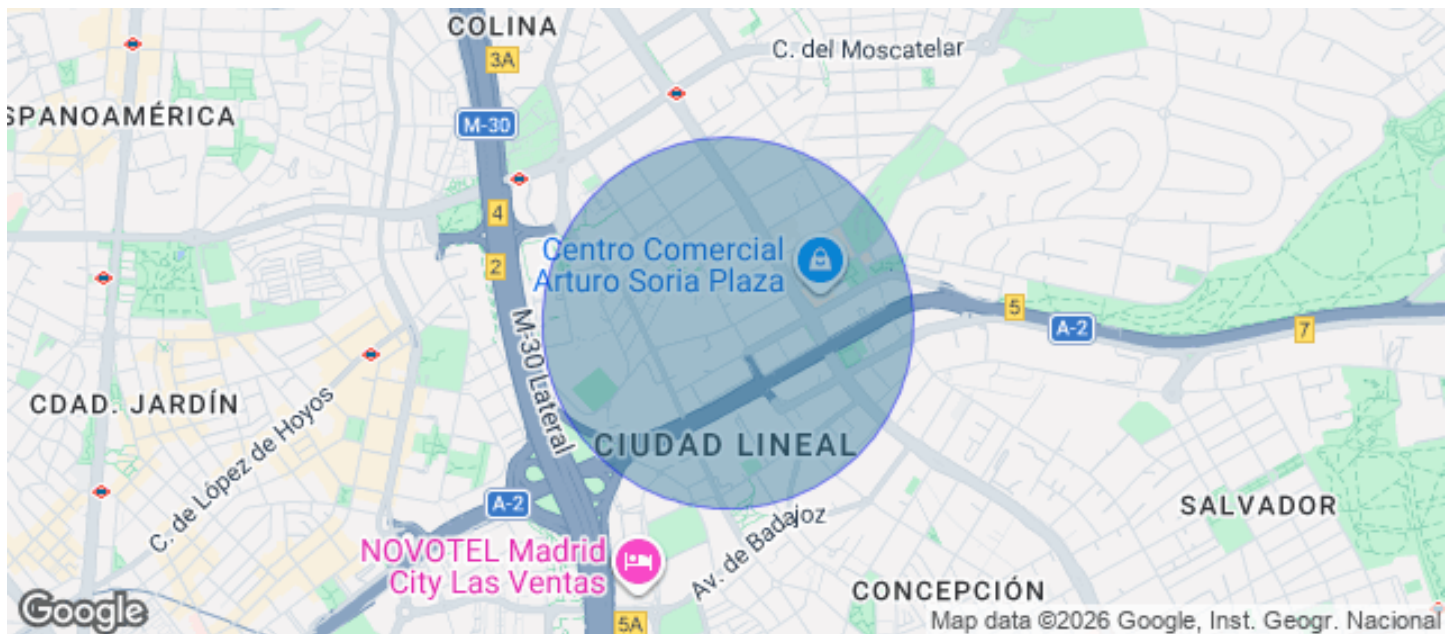 COLINA
3A
C. del Moscatelar
SPANOAMÉRICA
M-30
4
2
Centro Comercial
Arturo Soria Plaza
5
A-2
7
M-30 Lateral
CDAD. JARDÍN
C. de López de Hoyos
CIUDAD LINEAL
A-2
SALVADOR
Av. de Badajoz
NOVOTEL Madrid
City Las Ventas
CONCEPCIÓN
5A
Google
Map data ©2026 Google, Inst. Geogr. Nacional